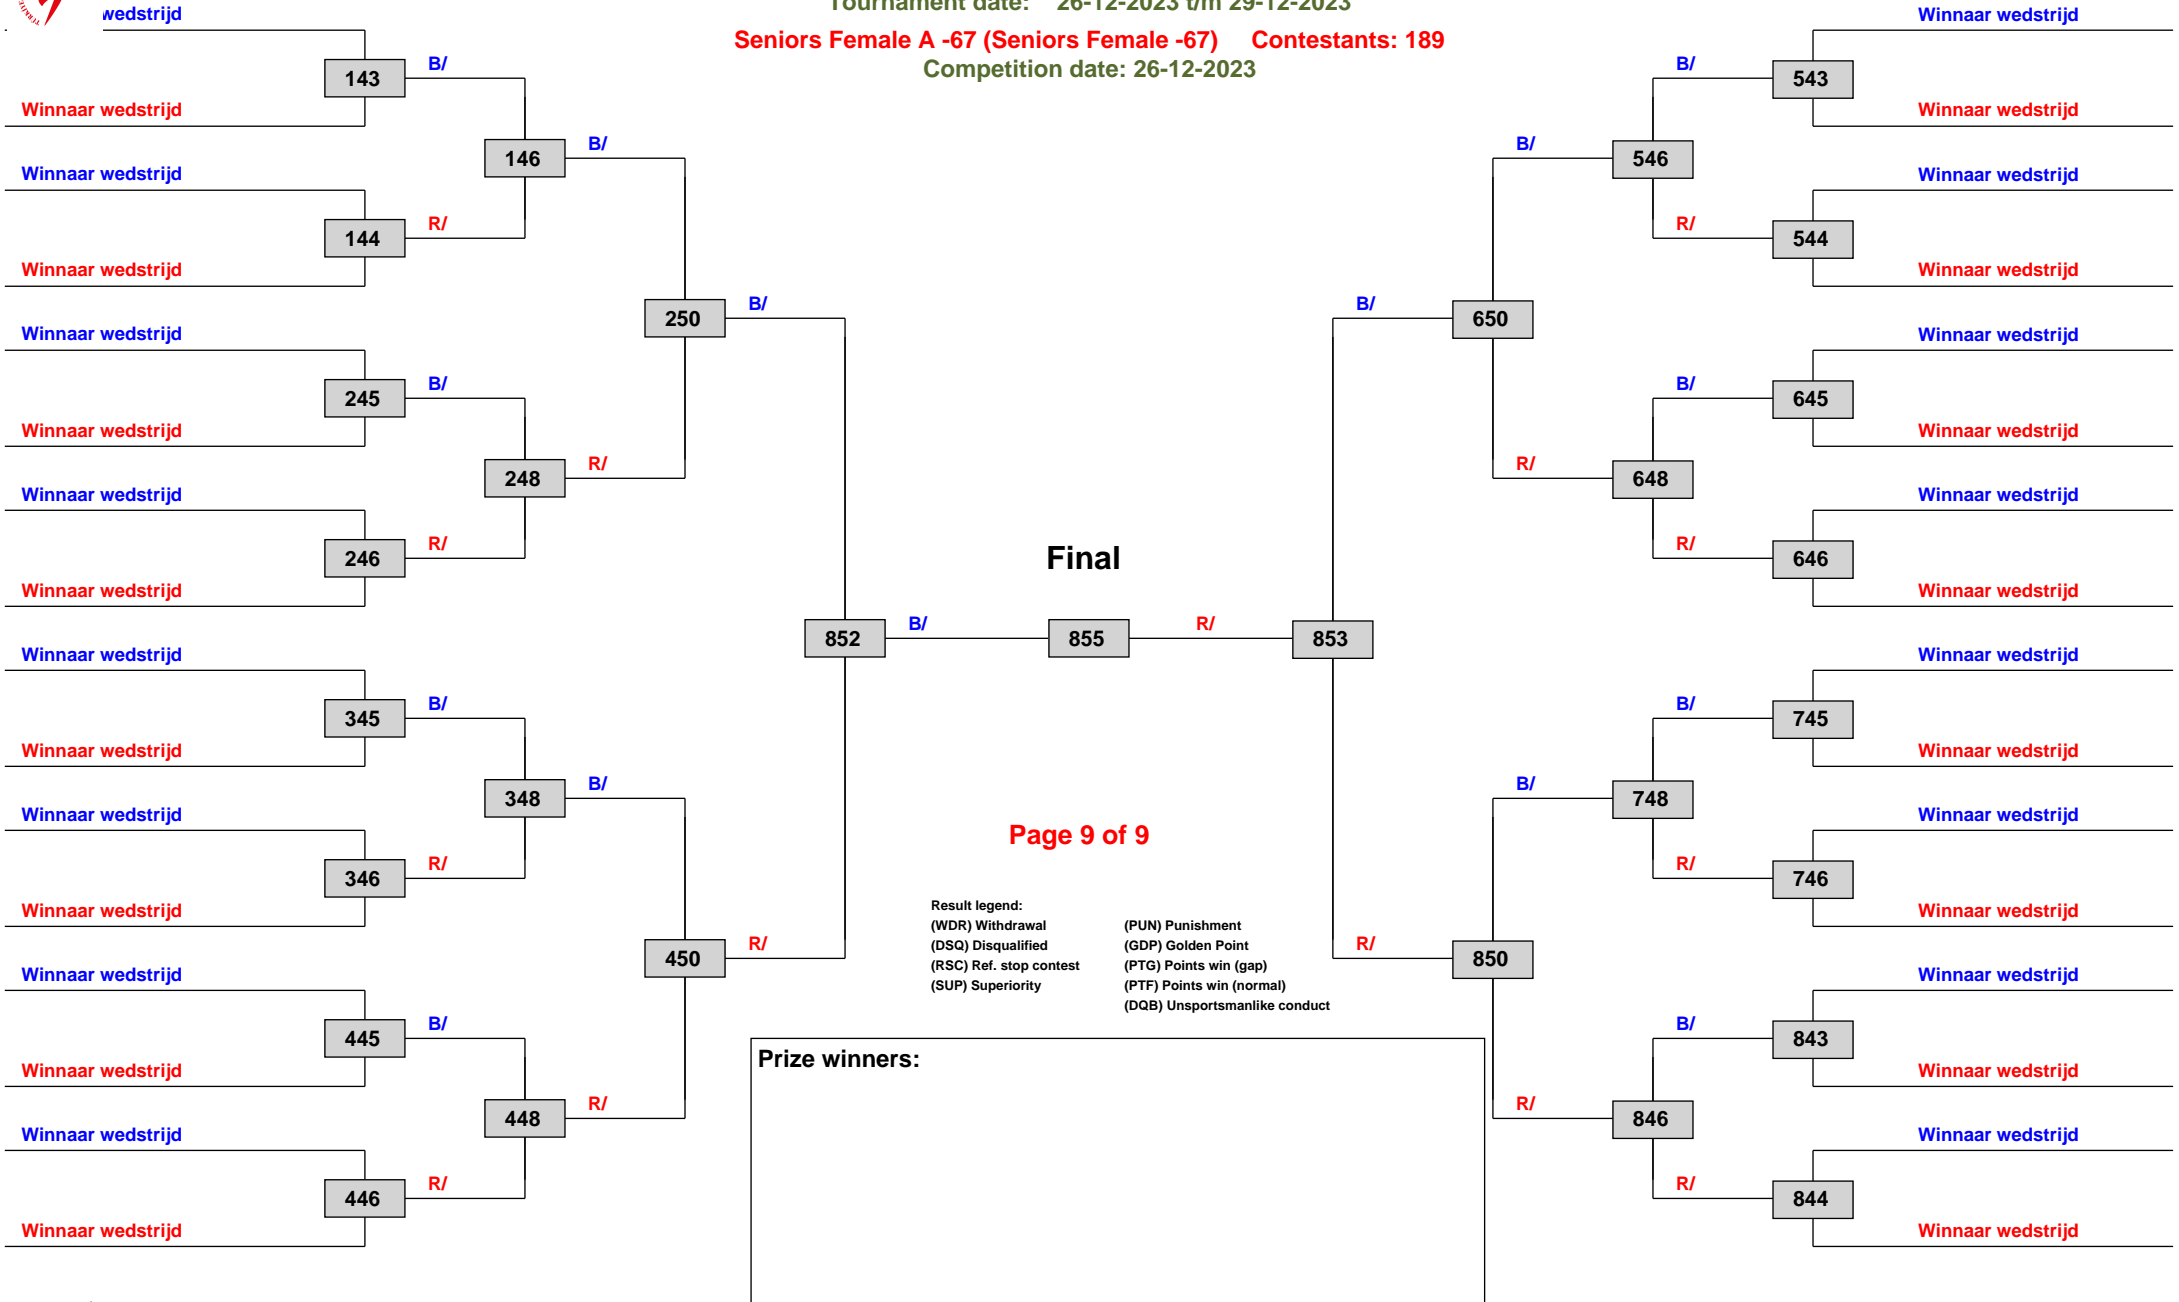 Tournament date: 26-12-2023 t/m 29-12-2023
Seniors Female A -67 (Seniors Female -67) Contestants: 189
Competition date: 26-12-2023
wedstrijd
143
B/
Winnaar wedstrijd
146
B/
Winnaar wedstrijd
144
R/
Winnaar wedstrijd
250
B/
Winnaar wedstrijd
245
B/
Winnaar wedstrijd
248
R/
Winnaar wedstrijd
246
R/
Winnaar wedstrijd
852
B/
Winnaar wedstrijd
345
B/
Winnaar wedstrijd
348
B/
Winnaar wedstrijd
346
R/
Winnaar wedstrijd
450
R/
Winnaar wedstrijd
445
B/
Winnaar wedstrijd
448
R/
Winnaar wedstrijd
446
R/
Winnaar wedstrijd
Final
855
R/
853
Page 9 of 9
Result legend:
(WDR) Withdrawal
(DSQ) Disqualified
(RSC) Ref. stop contest
(SUP) Superiority
(PUN) Punishment
(GDP) Golden Point
(PTG) Points win (gap)
(PTF) Points win (normal)
(DQB) Unsportsmanlike conduct
Prize winners:
Winnaar wedstrijd
B/
543
Winnaar wedstrijd
B/
546
Winnaar wedstrijd
R/
544
Winnaar wedstrijd
B/
650
Winnaar wedstrijd
B/
645
Winnaar wedstrijd
R/
648
Winnaar wedstrijd
R/
646
Winnaar wedstrijd
Winnaar wedstrijd
B/
745
Winnaar wedstrijd
B/
748
Winnaar wedstrijd
R/
746
Winnaar wedstrijd
R/
850
Winnaar wedstrijd
B/
843
Winnaar wedstrijd
R/
846
Winnaar wedstrijd
R/
844
Winnaar wedstrijd